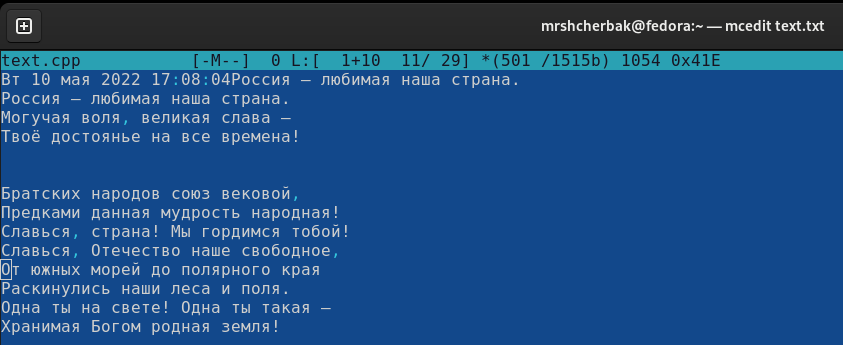 mrshcherbak@fedora:~ — mcedit text.txt
text.cpp [-M--] 0 L:[ 1+10 11/ 29] *(501 /1515b) 1054 0x41E
Вт 10 мая 2022 17:08:04Россия – любимая наша страна.
Россия – любимая наша страна.
Могучая воля, великая слава –
Твоё достоянье на все времена!
Братских народов союз вековой,
Предками данная мудрость народная!
Славься, страна! Мы гордимся тобой!
Славься, Отечество наше свободное,
От южных морей до полярного края
Раскинулись наши леса и поля.
Одна ты на свете! Одна ты такая –
Хранимая Богом родная земля!